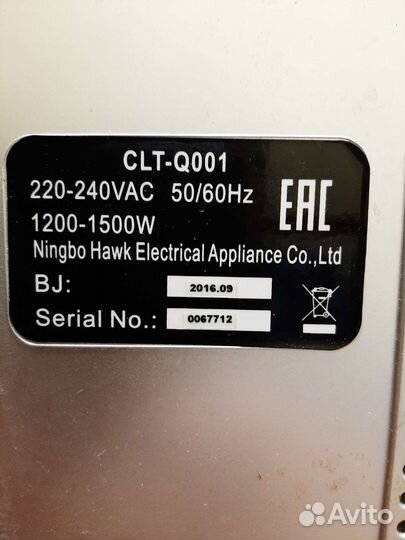 CLT-Q001
220-240VAC 50/60Hz
1200-1500W
EAC
Ningbo Hawk Electrical Appliance Co.,Ltd
BJ: 2016.09
Serial No.: 0067712
Avito